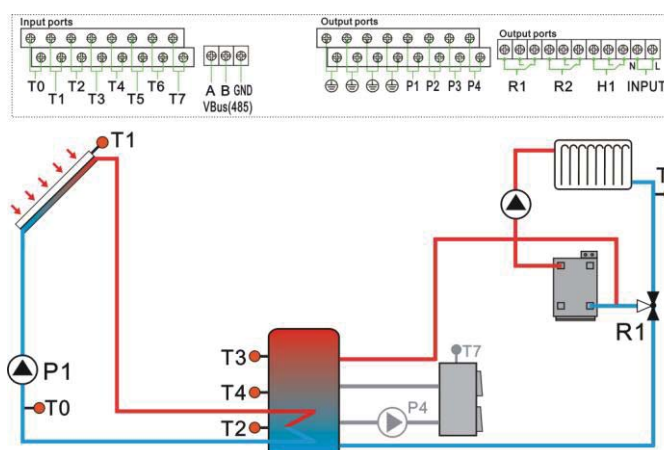 Input ports
T0 T2 T4 T6
T1 T3 T5 T7
A B GND
VBus(485)
Output ports
P1 P2 P3 P4
Output ports
N L
R1 R2 H1 INPUT
T1
T
R1
P1
T0
T3
T4
T2
T7
P4